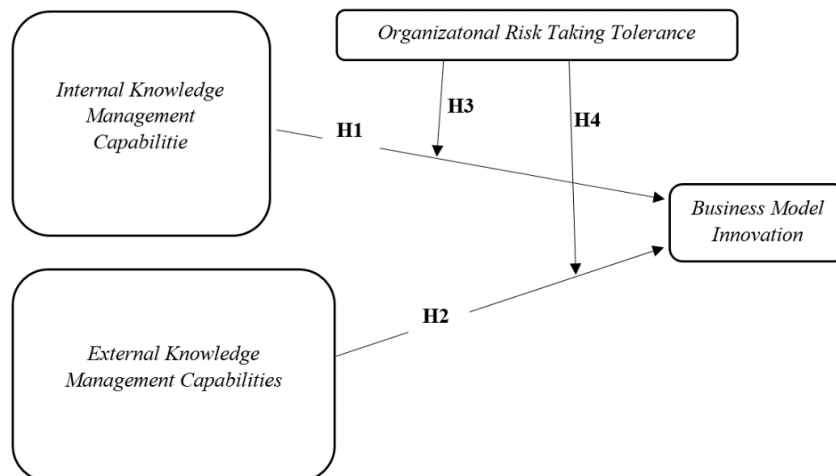 Organizatonal Risk Taking Tolerance
Internal Knowledge
Management
Capabilitie
H1
H3
H4
Business Model
Innovation
H2
External Knowledge
Management Capabilities